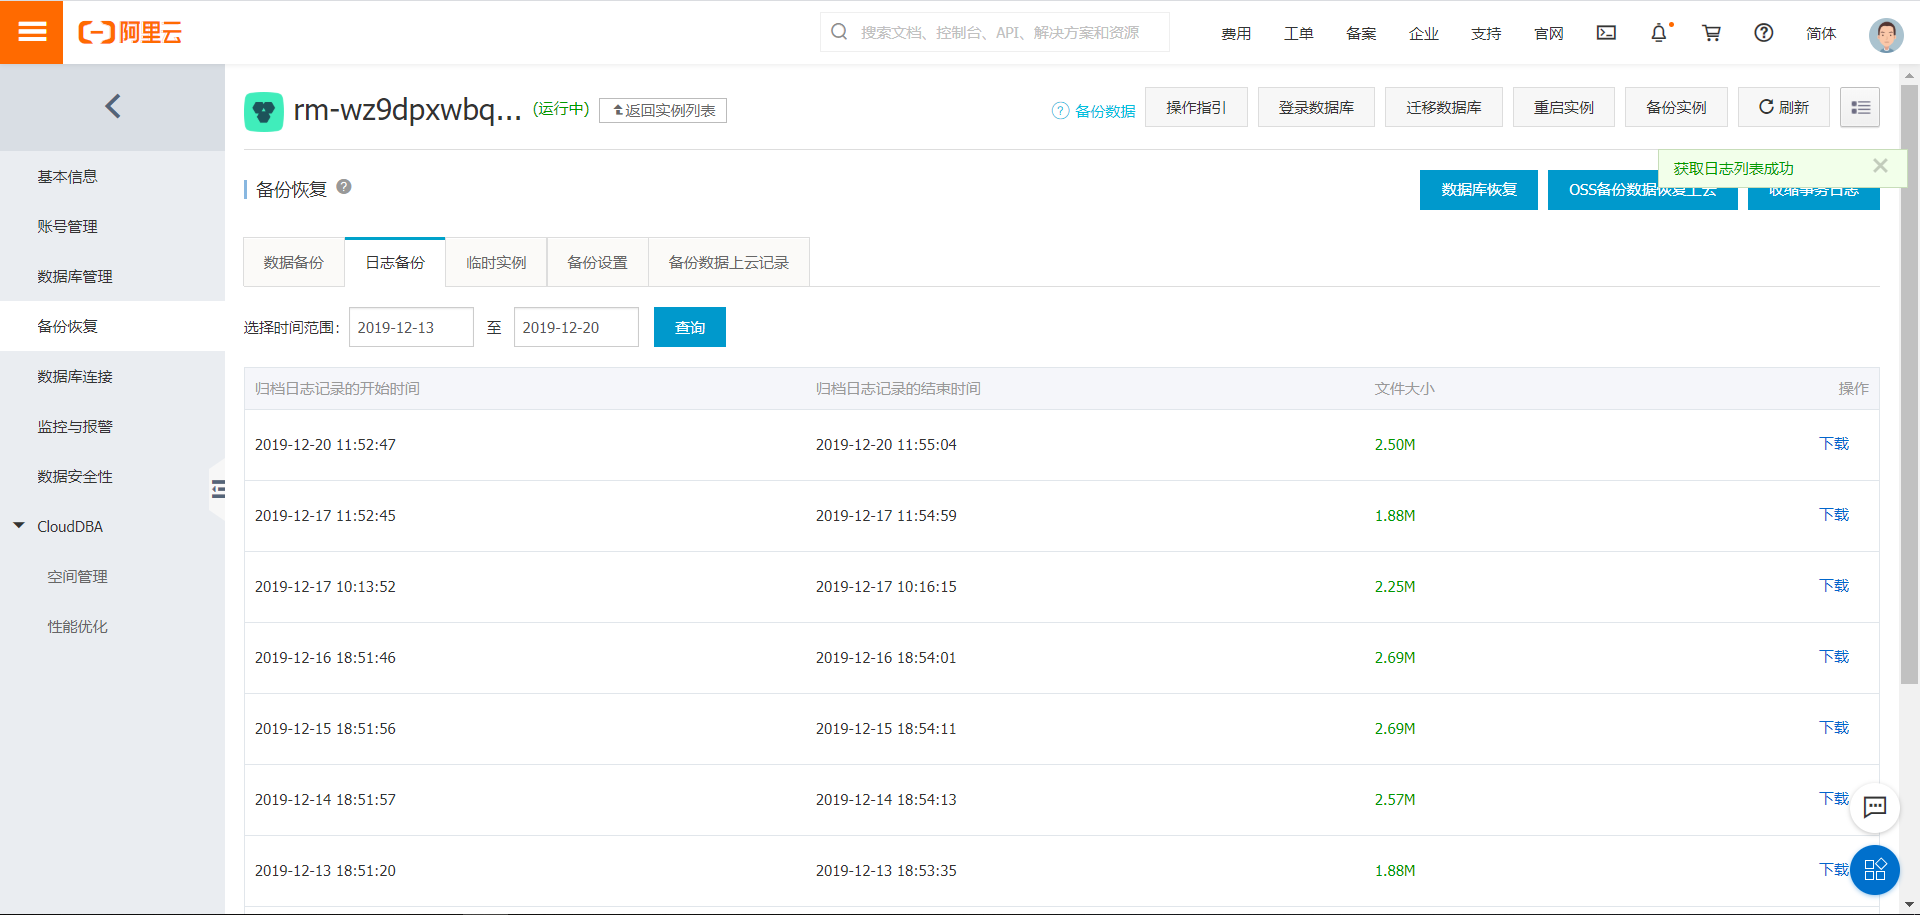 阿里云
搜索文档、控制台、API、解决方案和资源
费用 工单 备案 企业 支持 官网 简体
rm-wz9dpxwbq... (运行中) 返回实例列表
备份数据 操作指引 登录数据库 迁移数据库 重启实例 备份实例 刷新
获取日志列表成功
基本信息
账号管理
数据库管理
备份恢复
数据库连接
监控与报警
数据安全性
CloudDBA
空间管理
性能优化
备份恢复
数据库恢复 OSS备份数据恢复上云 收缩事务日志
数据备份 日志备份 临时实例 备份设置 备份数据上云记录
选择时间范围: 2019-12-13 至 2019-12-20 查询
归档日志记录的开始时间 归档日志记录的结束时间 文件大小 操作
2019-12-20 11:52:47 2019-12-20 11:55:04 2.50M 下载
2019-12-17 11:52:45 2019-12-17 11:54:59 1.88M 下载
2019-12-17 10:13:52 2019-12-17 10:16:15 2.25M 下载
2019-12-16 18:51:46 2019-12-16 18:54:01 2.69M 下载
2019-12-15 18:51:56 2019-12-15 18:54:11 2.69M 下载
2019-12-14 18:51:57 2019-12-14 18:54:13 2.57M 下载
2019-12-13 18:51:20 2019-12-13 18:53:35 1.88M 下载